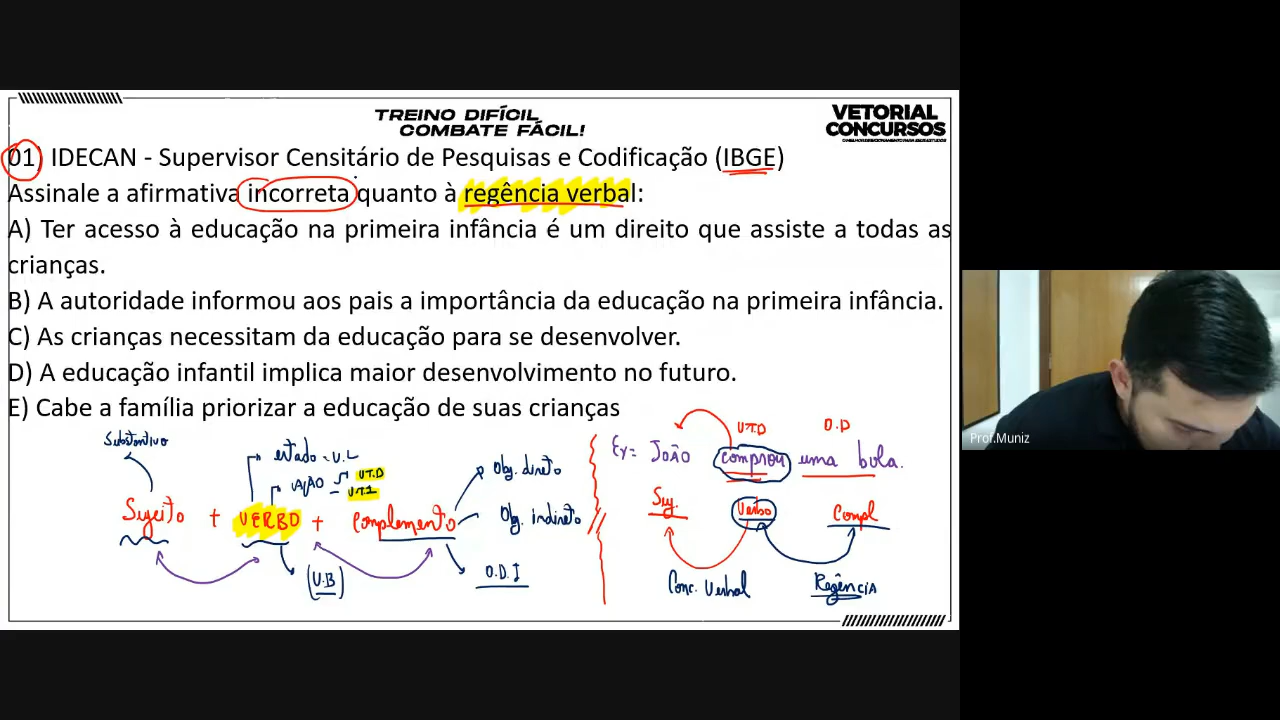 TREINO DIFÍCIL
COMBATE FÁCIL!
VETORIAL
CONCURSOS
01) IDECAN - Supervisor Censitário de Pesquisas e Codificação (IBGE)
Assinale a afirmativa incorreta quanto à regência verbal:
A) Ter acesso à educação na primeira infância é um direito que assiste a todas as
crianças.
B) A autoridade informou aos pais a importância da educação na primeira infância.
C) As crianças necessitam da educação para se desenvolver.
D) A educação infantil implica maior desenvolvimento no futuro.
E) Cabe a família priorizar a educação de suas crianças
Prof.Muniz
Substantivo
estado = V.L
AÇÃO V.T.D
V.T.I
Sujeito + VERBO + Complemento
(V.B)
Obj. direto
Obj. indireto
O.D.I
V.T.D O.D
Ex= JOÃO comprou uma bola.
Suj. Verbo Compl
Conc. Verbal Regência